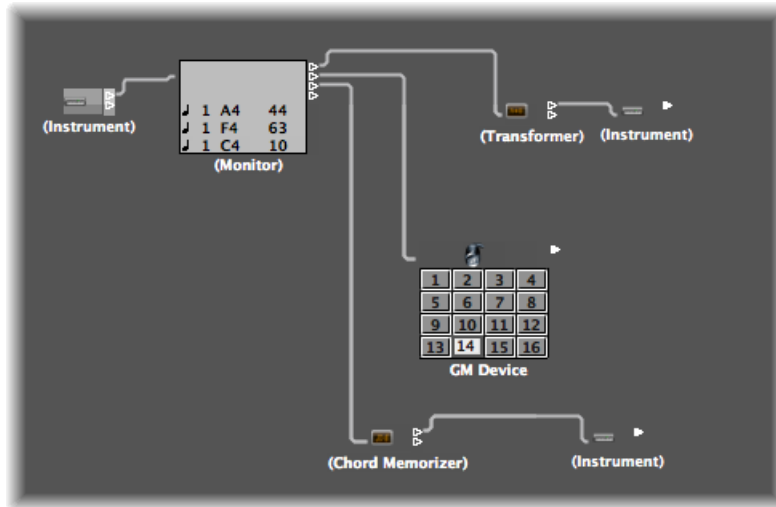 (Instrument)
♩ 1 A4 44
♩ 1 F4 63
♩ 1 C4 10
(Monitor)
(Transformer)
(Instrument)
1 2 3 4
5 6 7 8
9 10 11 12
13 14 15 16
GM Device
(Chord Memorizer)
(Instrument)